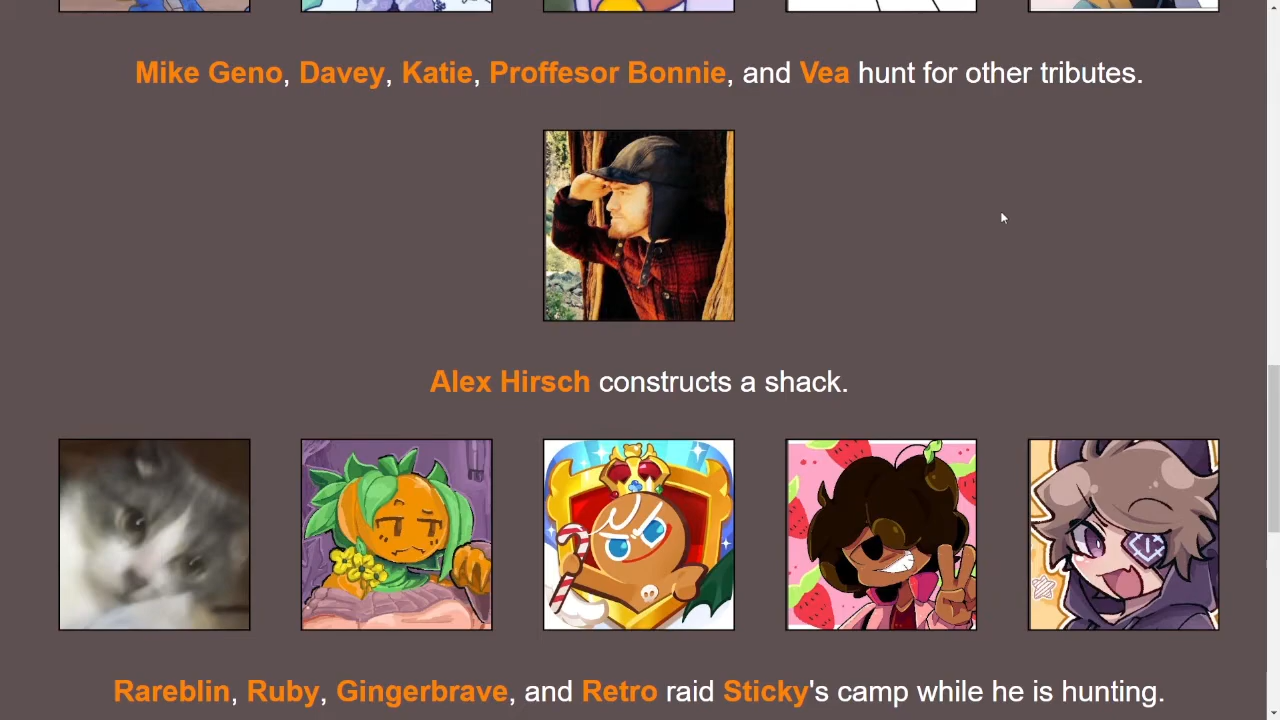 Mike Geno, Davey, Katie, Proffesor Bonnie, and Vea hunt for other tributes.
Alex Hirsch constructs a shack.
Rareblin, Ruby, Gingerbrave, and Retro raid Sticky's camp while he is hunting.